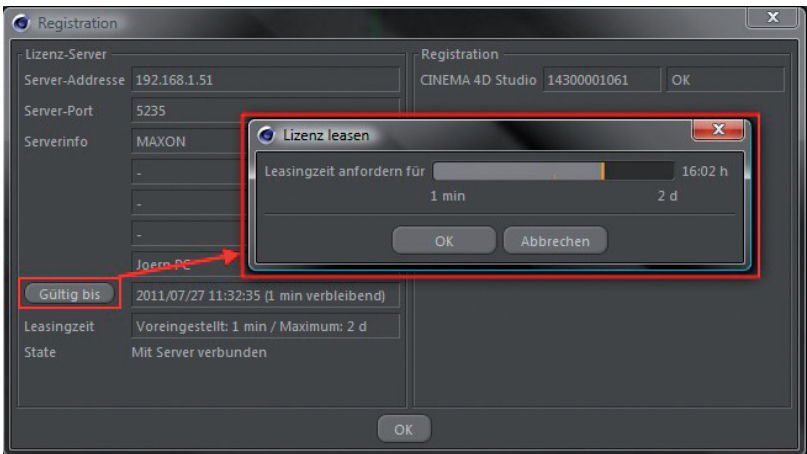 Registration
Lizenz-Server
Server-Addresse 192.168.1.51
Server-Port 5235
Serverinfo MAXON
-
-
-
Joern PC
Gültig bis 2011/07/27 11:32:35 (1 min verbleibend)
Leasingzeit Voreingestellt: 1 min / Maximum: 2 d
State Mit Server verbunden
Registration
CINEMA 4D Studio 14300001061 OK
Lizenz leasen
Leasingzeit anfordern für 16:02 h
1 min 2 d
OK Abbrechen
OK